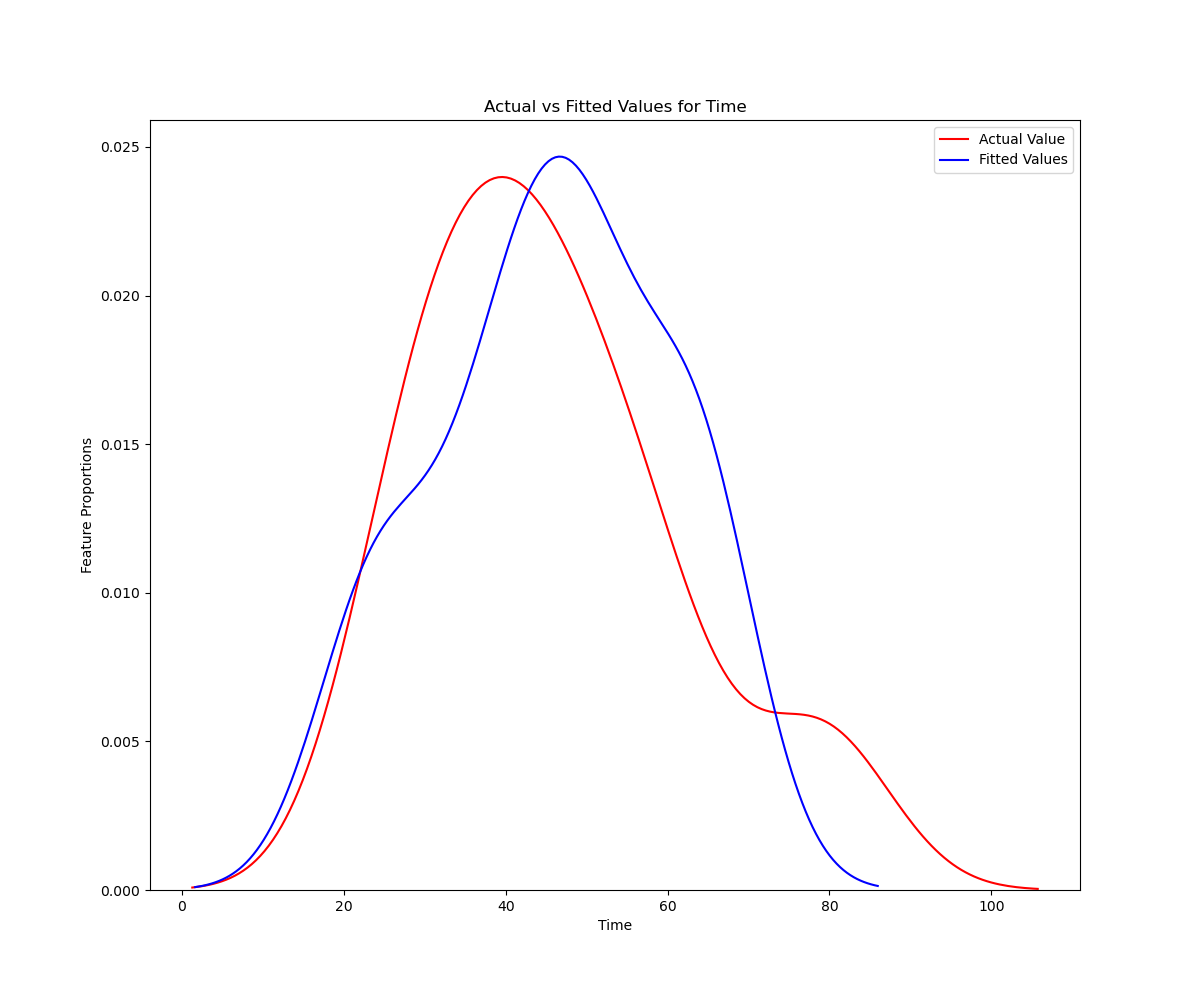 Actual vs Fitted Values for Time
Actual Value
Fitted Values
0.025
0.020
0.015
0.010
0.005
0.000
Feature Proportions
0 20 40 60 80 100
Time